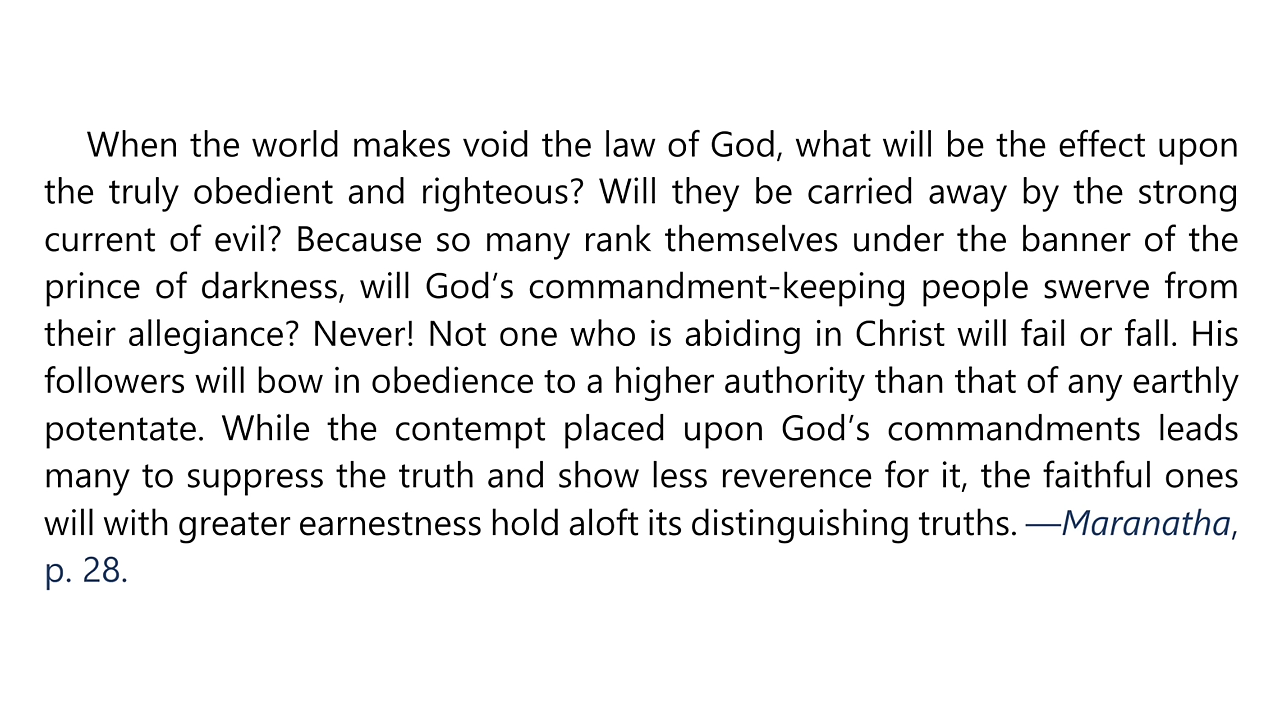 When the world makes void the law of God, what will be the effect upon
the truly obedient and righteous? Will they be carried away by the strong
current of evil? Because so many rank themselves under the banner of the
prince of darkness, will God’s commandment-keeping people swerve from
their allegiance? Never! Not one who is abiding in Christ will fail or fall. His
followers will bow in obedience to a higher authority than that of any earthly
potentate. While the contempt placed upon God’s commandments leads
many to suppress the truth and show less reverence for it, the faithful ones
will with greater earnestness hold aloft its distinguishing truths. —Maranatha,
p. 28.